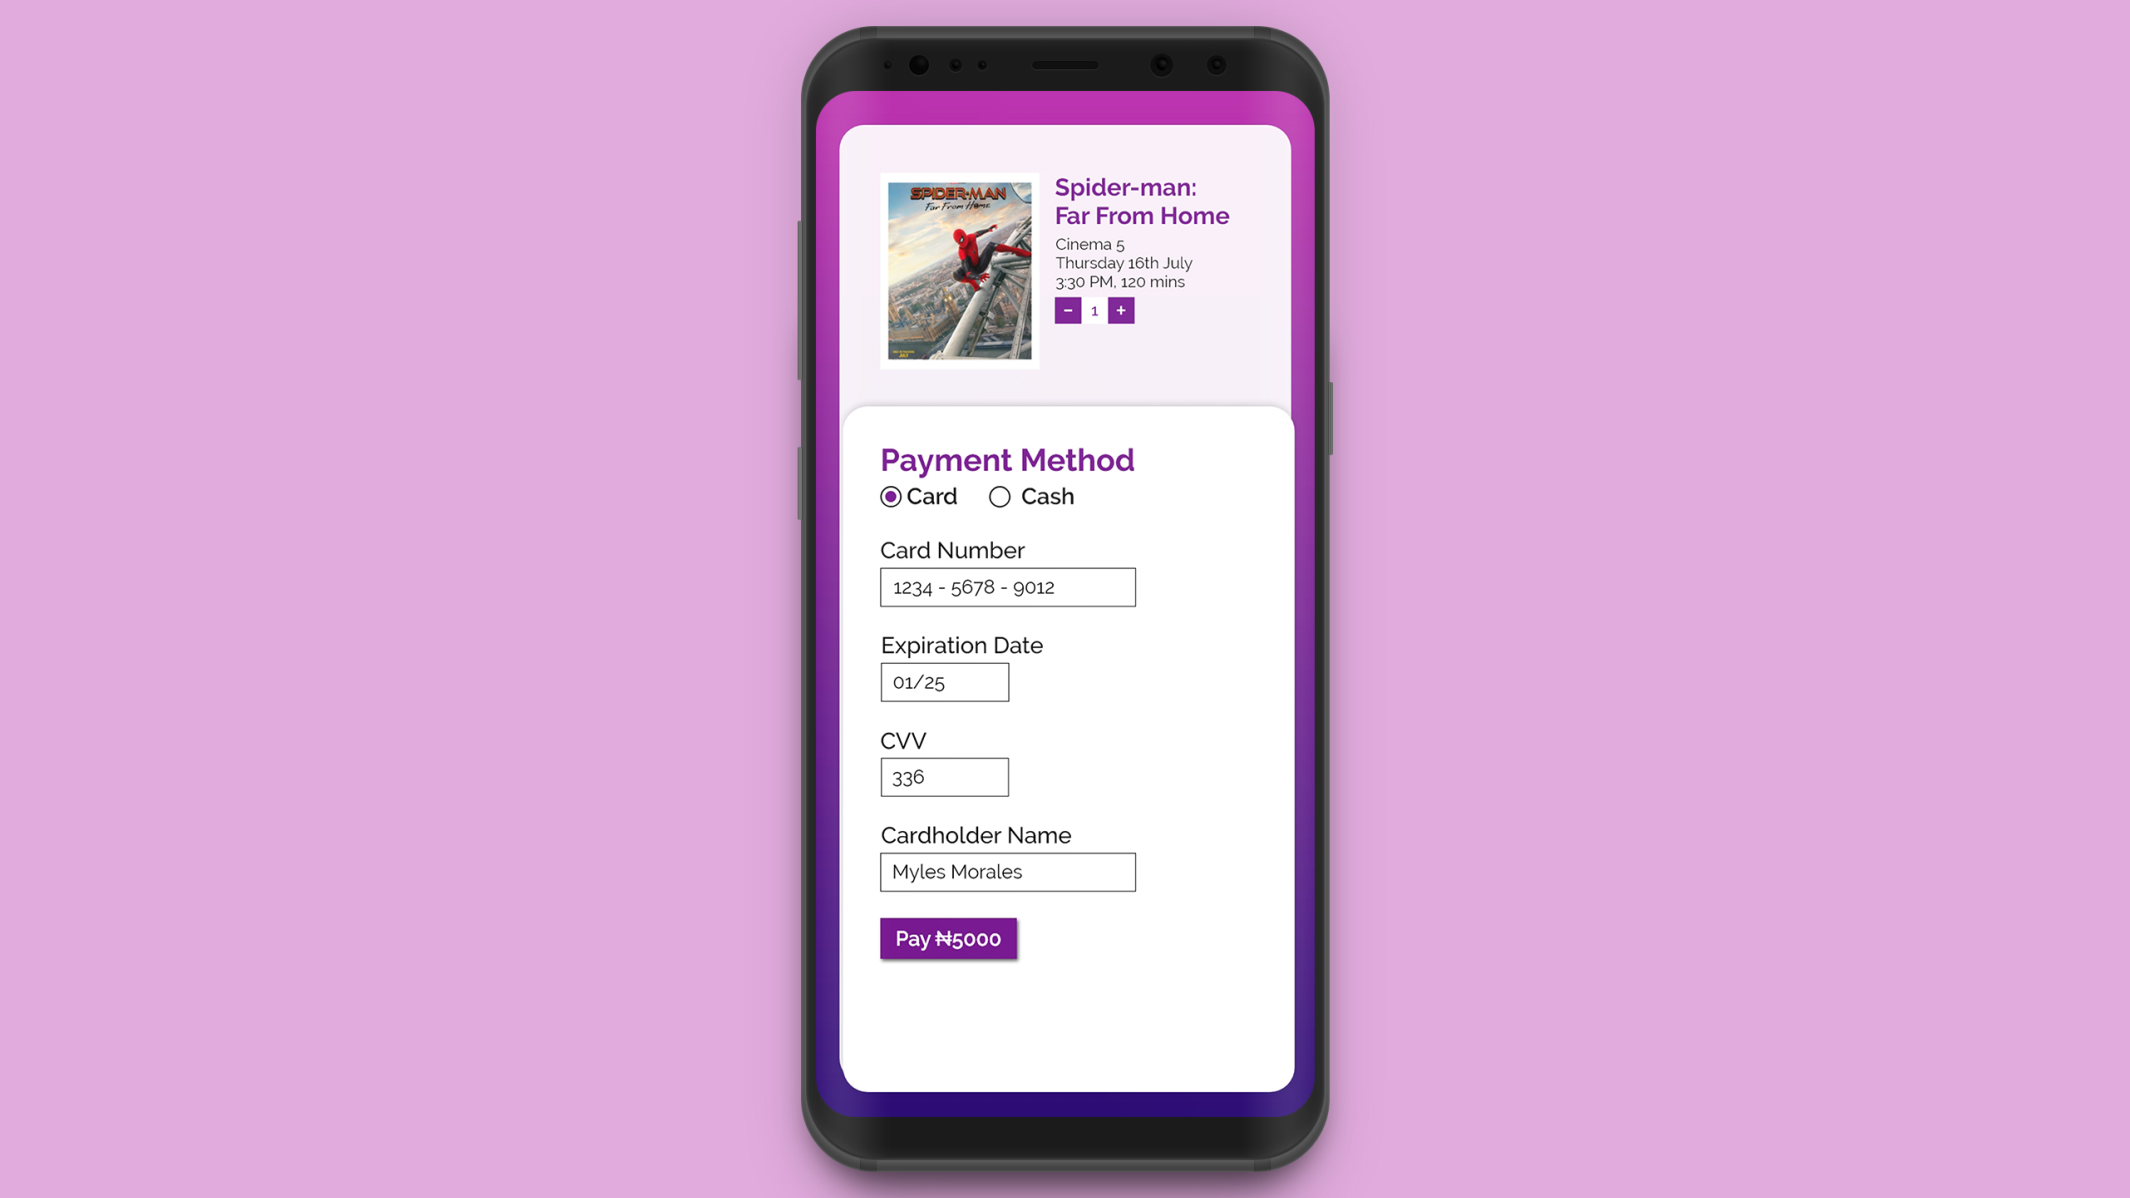 SPIDER-MAN
Far From Home
Spider-man:
Far From Home
Cinema 5
Thursday 16th July
3:30 PM, 120 mins
- 1 +
Payment Method
Card Cash
Card Number
1234 - 5678 - 9012
Expiration Date
01/25
CVV
336
Cardholder Name
Myles Morales
Pay ₦5000